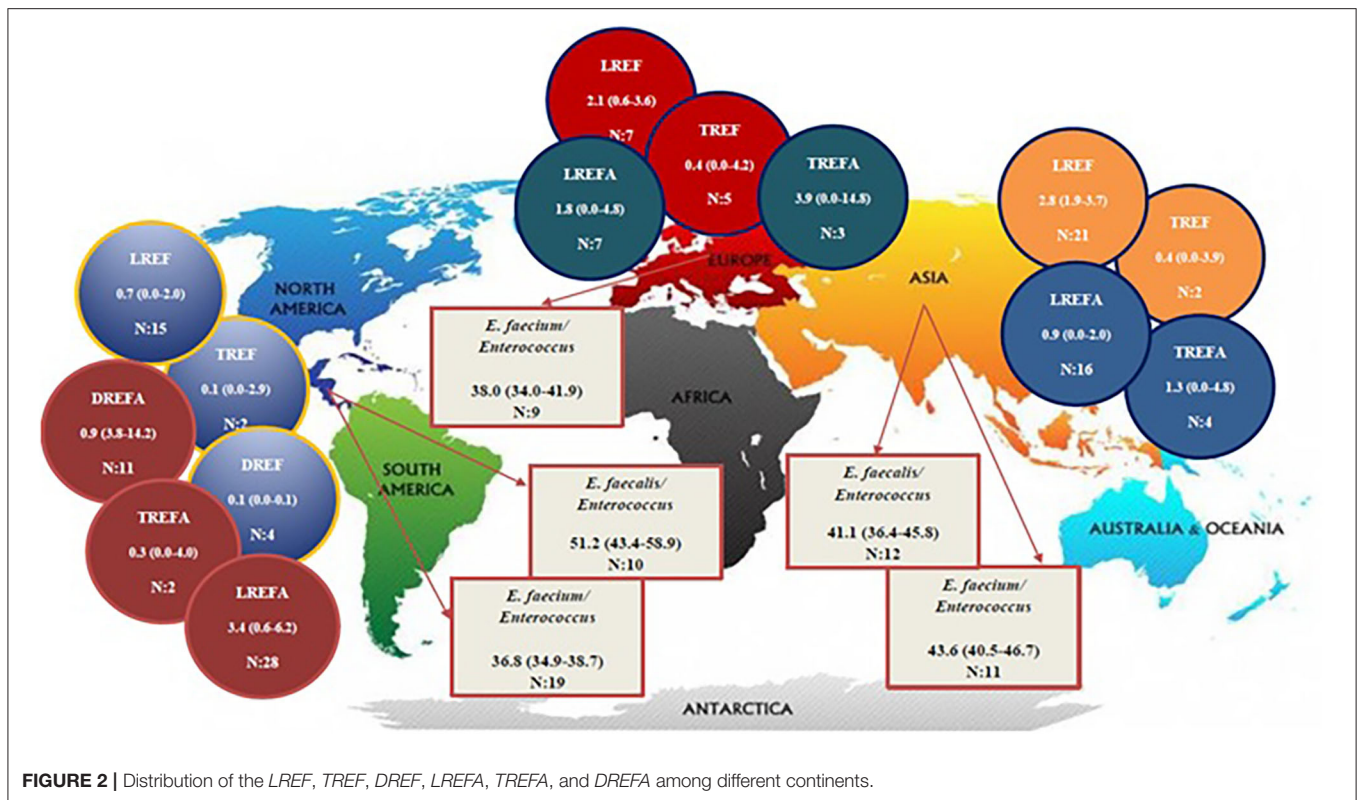 LREF
2.1 (0.6-3.6)
N:7
TREF
0.4 (0.0-4.2)
N:5
LREFA
1.8 (0.0-4.8)
N:7
TREFA
3.9 (0.0-14.8)
N:3
LREF
2.8 (1.9-3.7)
N:21
TREF
0.4 (0.0-3.9)
N:2
LREFA
0.9 (0.0-2.0)
N:16
TREFA
1.3 (0.0-4.8)
N:4
LREF
0.7 (0.0-2.0)
N:15
TREF
0.1 (0.0-2.9)
N:2
DREFA
0.9 (3.8-14.2)
N:11
DREF
0.1 (0.0-0.1)
N:4
TREFA
0.3 (0.0-4.0)
N:2
LREFA
3.4 (0.6-6.2)
N:28
NORTH
AMERICA
EUROPE
ASIA
AFRICA
SOUTH
AMERICA
AUSTRALIA & OCEANIA
ANTARCTICA
E. faecium/
Enterococcus
38.0 (34.0-41.9)
N:9
E. faecalis/
Enterococcus
51.2 (43.4-58.9)
N:10
E. faecium/
Enterococcus
36.8 (34.9-38.7)
N:19
E. faecalis/
Enterococcus
41.1 (36.4-45.8)
N:12
E. faecium/
Enterococcus
43.6 (40.5-46.7)
N:11
FIGURE 2 | Distribution of the LREF, TREF, DREF, LREFA, TREFA, and DREFA among different continents.